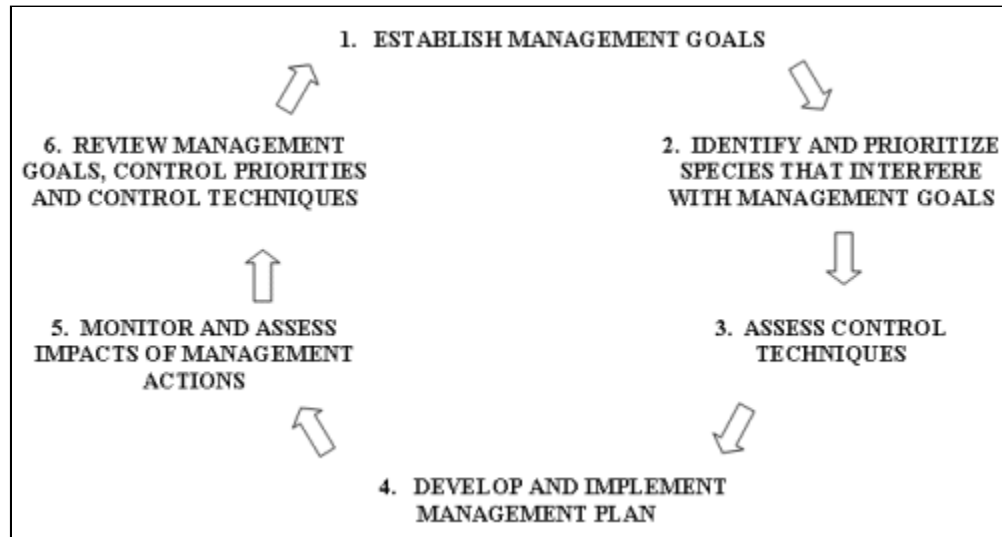 1. ESTABLISH MANAGEMENT GOALS
2. IDENTIFY AND PRIORITIZE
SPECIES THAT INTERFERE
WITH MANAGEMENT GOALS
3. ASSESS CONTROL
TECHNIQUES
4. DEVELOP AND IMPLEMENT
MANAGEMENT PLAN
5. MONITOR AND ASSESS
IMPACTS OF MANAGEMENT
ACTIONS
6. REVIEW MANAGEMENT
GOALS, CONTROL PRIORITIES
AND CONTROL TECHNIQUES